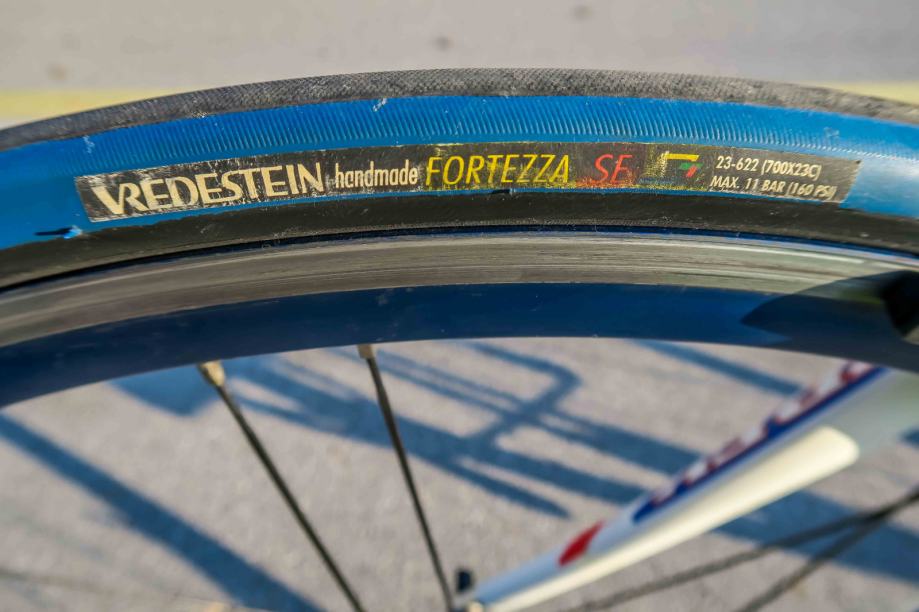 VREDESTEIN handmade FORTEZZA SE 23-622 (700X23C)
MAX. 11 BAR (160 PSI)